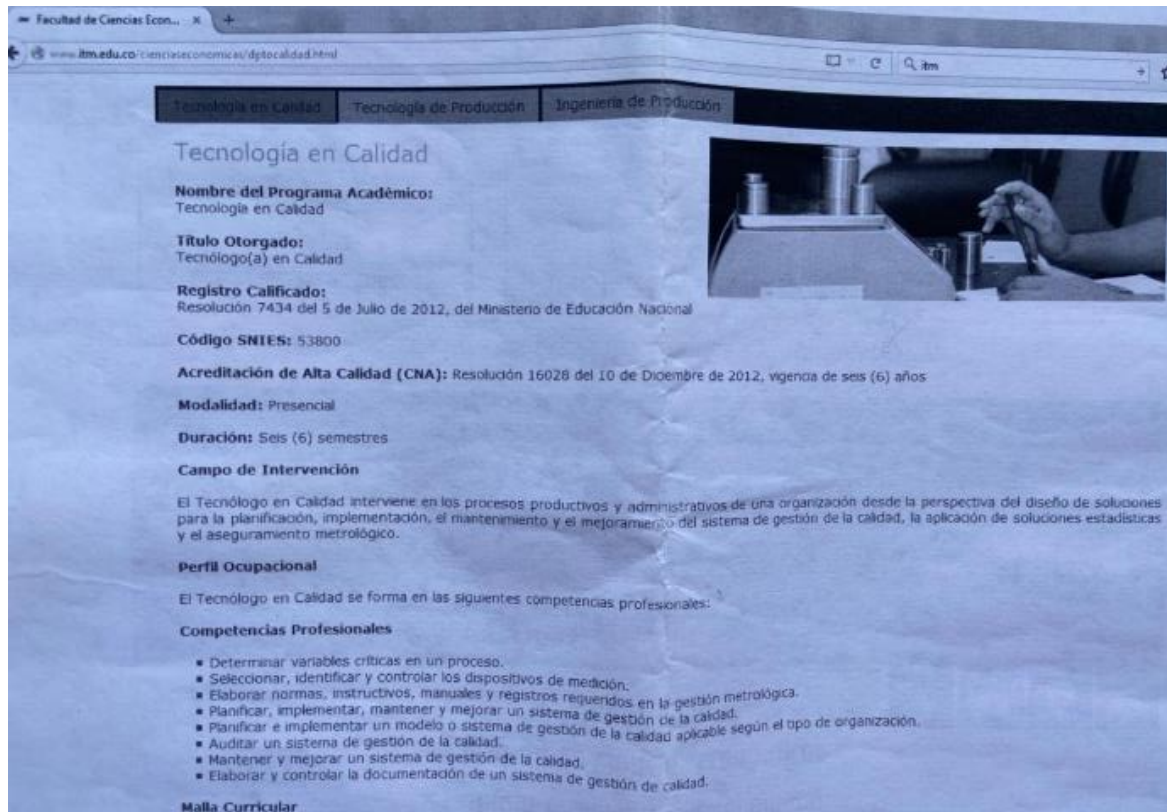 Facultad de Ciencias Econ... × +
www.itm.edu.co/cienciaseconomicas/dptocalidad.html
itm
Tecnología en Calidad Tecnología de Producción Ingeniería de Producción
Tecnología en Calidad
Nombre del Programa Académico:
Tecnología en Calidad
Título Otorgado:
Tecnólogo(a) en Calidad
Registro Calificado:
Resolución 7434 del 5 de Julio de 2012, del Ministerio de Educación Nacional
Código SNIES: 53800
Acreditación de Alta Calidad (CNA): Resolución 16028 del 10 de Diciembre de 2012, vigencia de seis (6) años
Modalidad: Presencial
Duración: Seis (6) semestres
Campo de Intervención
El Tecnólogo en Calidad interviene en los procesos productivos y administrativos de una organización desde la perspectiva del diseño de soluciones
para la planificación, implementación, el mantenimiento y el mejoramiento del sistema de gestión de la calidad, la aplicación de soluciones estadísticas
y el aseguramiento metrológico.
Perfil Ocupacional
El Tecnólogo en Calidad se forma en las siguientes competencias profesionales:
Competencias Profesionales
▪ Determinar variables críticas en un proceso.
▪ Seleccionar, identificar y controlar los dispositivos de medición.
▪ Elaborar normas, instructivos, manuales y registros requeridos en la gestión metrológica.
▪ Planificar, implementar, mantener y mejorar un sistema de gestión de la calidad.
▪ Planificar e implementar un modelo o sistema de gestión de la calidad aplicable según el tipo de organización.
▪ Auditar un sistema de gestión de la calidad.
▪ Mantener y mejorar un sistema de gestión de la calidad.
▪ Elaborar y controlar la documentación de un sistema de gestión de calidad.
Malla Curricular